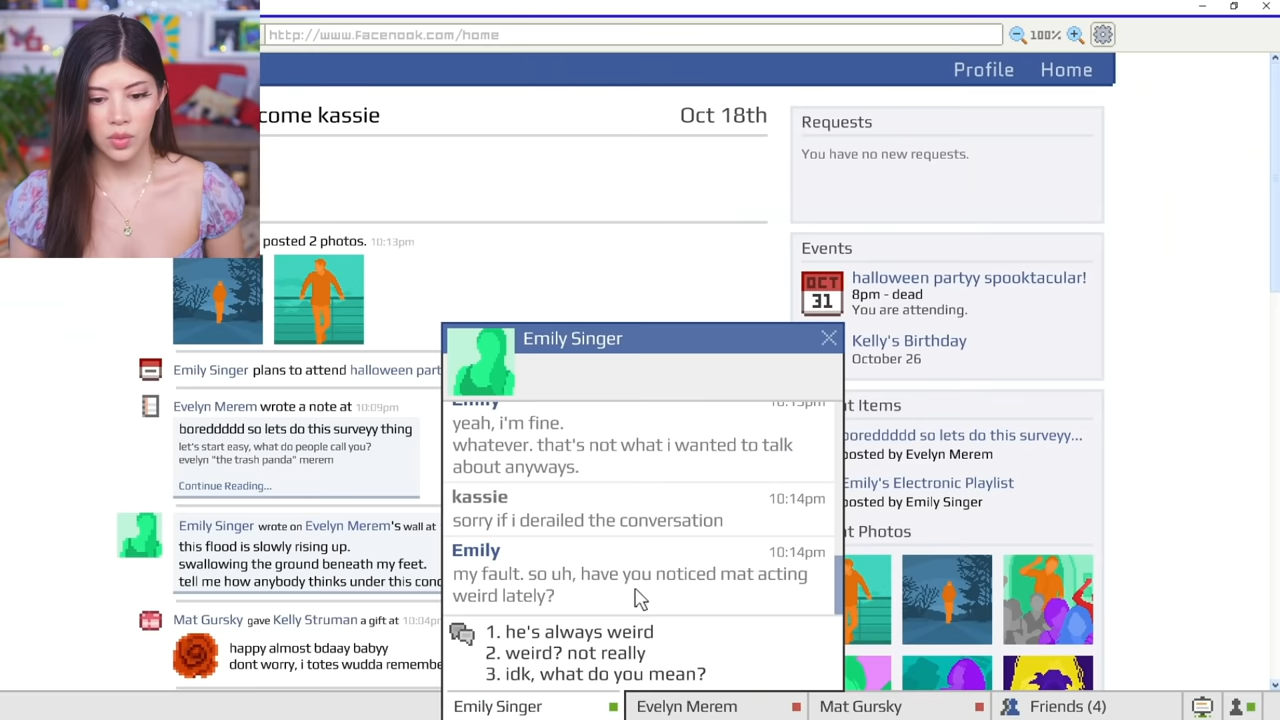 http://www.facenook.com/home
100%
Profile Home
come kassie
Oct 18th
posted 2 photos. 10:13pm
Emily Singer plans to attend halloween part
Evelyn Merem wrote a note at 10:09pm
boreddddd so lets do this surveyy thing
let's start easy, what do people call you?
evelyn "the trash panda" merem
Continue Reading...
Emily Singer wrote on Evelyn Merem's wall at
this flood is slowly rising up.
swallowing the ground beneath my feet.
tell me how anybody thinks under this cond
Mat Gursky gave Kelly Struman a gift at 10:04pm
happy almost bdaay babyy
dont worry, i totes wudda remembe
Requests
You have no new requests.
Events
OCT
31
halloween partyy spooktacular!
8pm - dead
You are attending.
Kelly's Birthday
October 26
t Items
boreddddd so lets do this surveyy...
posted by Evelyn Merem
Emily's Electronic Playlist
posted by Emily Singer
t Photos
Emily Singer
Emily
yeah, i'm fine.
whatever. that's not what i wanted to talk
about anyways.
kassie 10:14pm
sorry if i derailed the conversation
Emily 10:14pm
my fault. so uh, have you noticed mat acting
weird lately?
1. he's always weird
2. weird? not really
3. idk, what do you mean?
Emily Singer
Evelyn Merem
Mat Gursky
Friends (4)